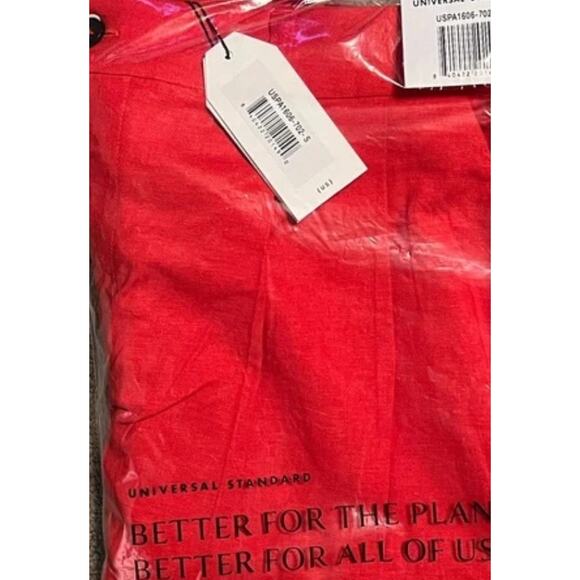 UNIVERSAL
USPA1606-702
USPA1606-702-S
(US)
UNIVERSAL STANDARD
BETTER FOR THE PLAN
BETTER FOR ALL OF US